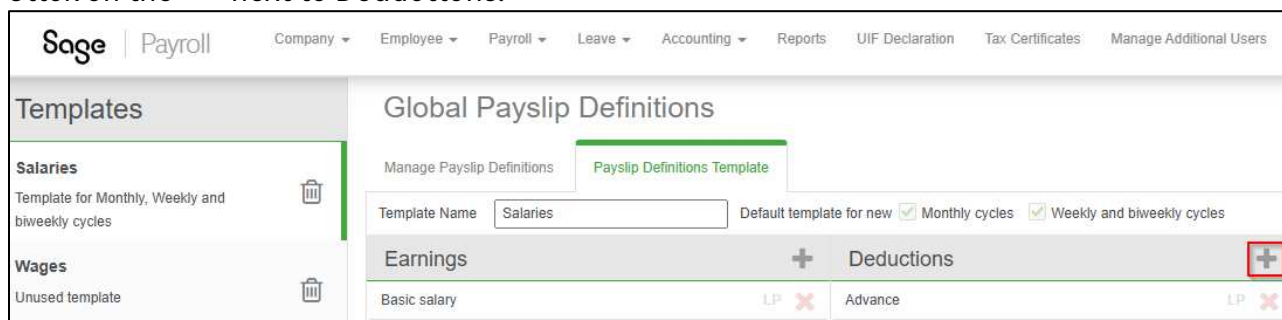 Sage Payroll Company Employee Payroll Leave Accounting Reports UIF Declaration Tax Certificates Manage Additional Users
Templates
Salaries
Template for Monthly, Weekly and
biweekly cycles
Wages
Unused template
Global Payslip Definitions
Manage Payslip Definitions Payslip Definitions Template
Template Name Salaries Default template for new Monthly cycles Weekly and biweekly cycles
Earnings Deductions
Basic salary LP Advance LP